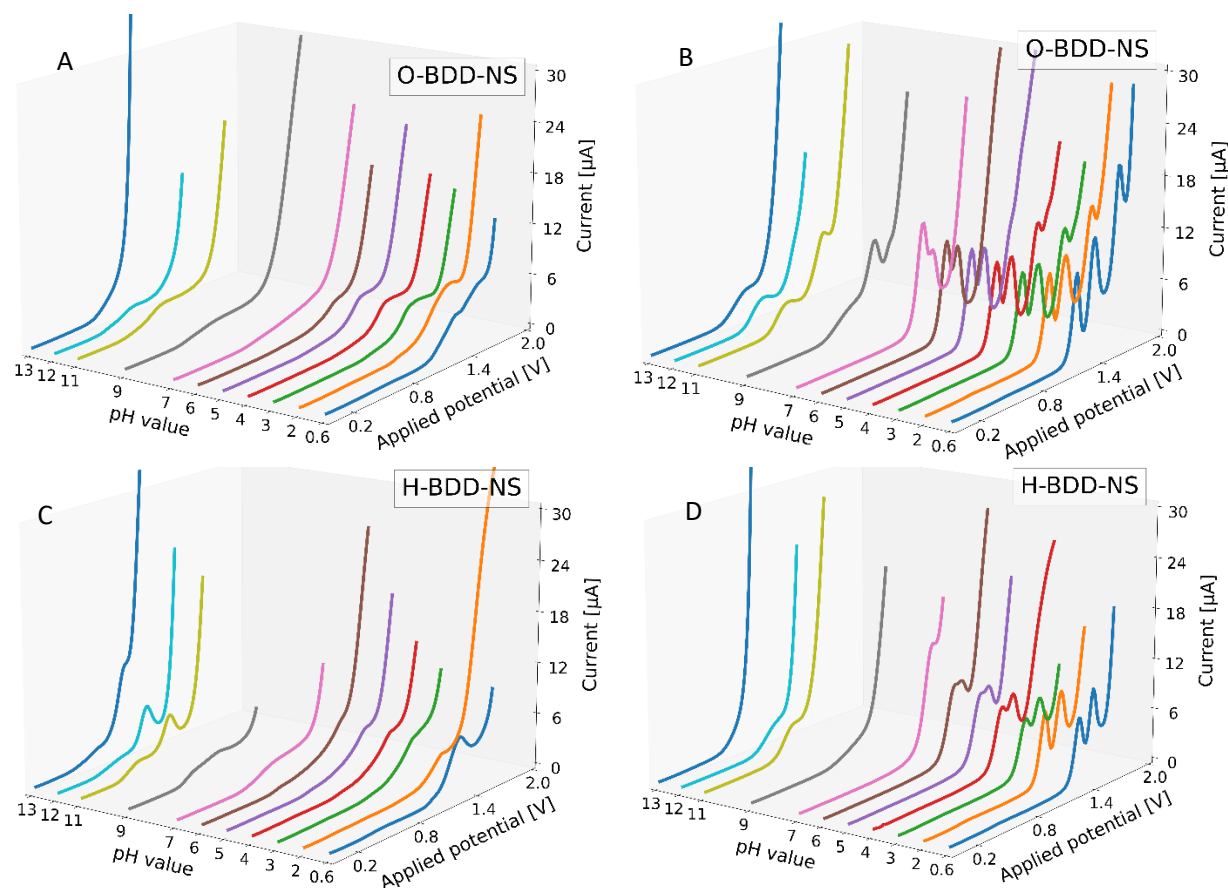 A
O-BDD-NS
30
24
18
12
6
0
Current [µA]
13 12 11 9 7 6 5 4 3 2 0.6
pH value
0.2 0.8 1.4 2.0
Applied potential [V]
B
O-BDD-NS
30
24
18
12
6
0
Current [µA]
13 12 11 9 7 6 5 4 3 2 0.6
pH value
0.2 0.8 1.4 2.0
Applied potential [V]
C
H-BDD-NS
30
24
18
12
6
0
Current [µA]
13 12 11 9 7 6 5 4 3 2 0.6
pH value
0.2 0.8 1.4 2.0
Applied potential [V]
D
H-BDD-NS
30
24
18
12
6
0
Current [µA]
13 12 11 9 7 6 5 4 3 2 0.6
pH value
0.2 0.8 1.4 2.0
Applied potential [V]